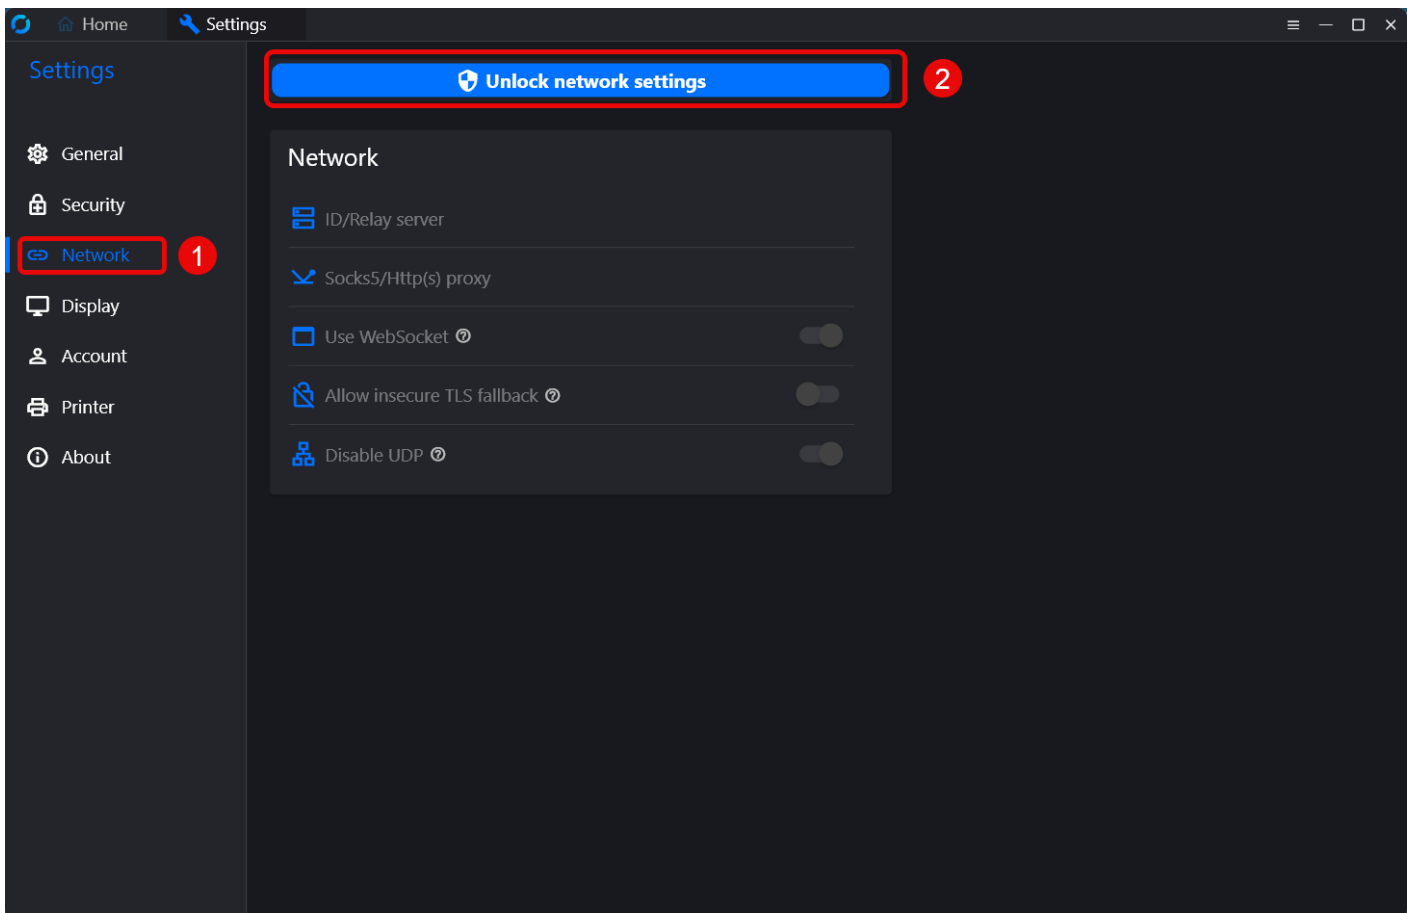 Home
Settings
Settings
Unlock network settings
2
General
Security
Network
1
Display
Account
Printer
About
Network
ID/Relay server
Socks5/Http(s) proxy
Use WebSocket
Allow insecure TLS fallback
Disable UDP